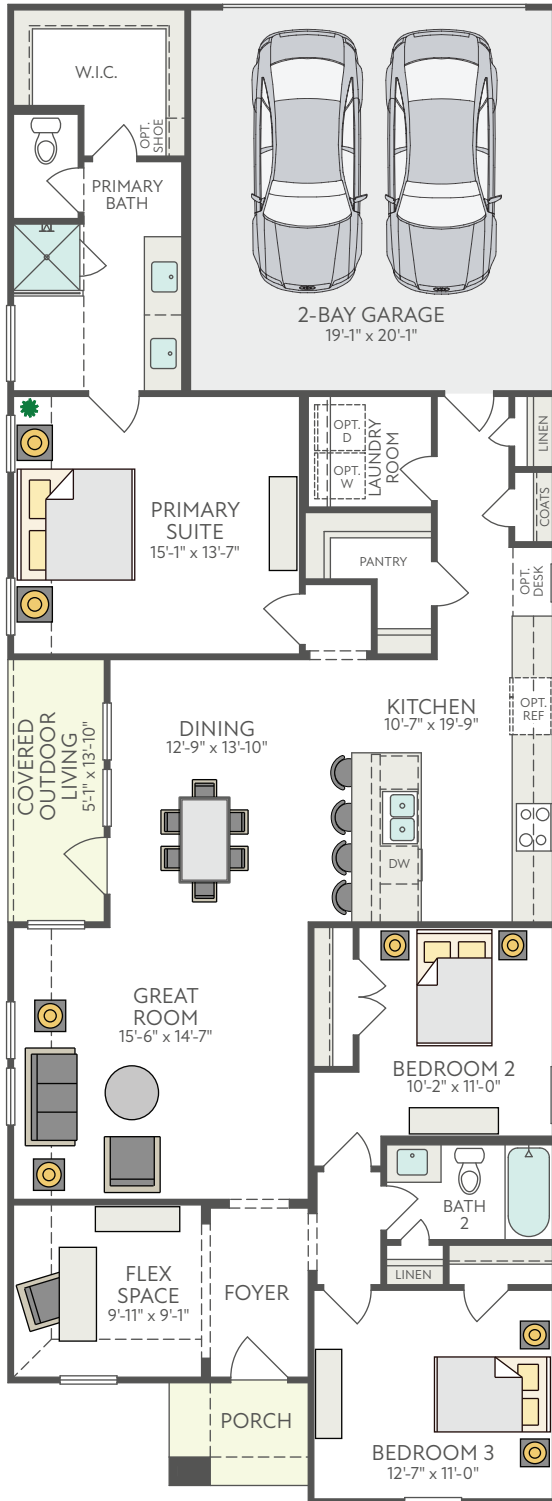 W.I.C.
OPT.
SHOE
PRIMARY
BATH
2-BAY GARAGE
19'-1" x 20'-1"
OPT.
D
OPT.
W
LAUNDRY
ROOM
LINEN
COATS
PRIMARY
SUITE
15'-1" x 13'-7"
PANTRY
OPT.
DESK
COVERED
OUTDOOR
LIVING
5'-1" x 13'-10"
DINING
12'-9" x 13'-10"
KITCHEN
10'-7" x 19'-9"
OPT.
REF
DW
GREAT
ROOM
15'-6" x 14'-7"
BEDROOM 2
10'-2" x 11'-0"
BATH
2
LINEN
FLEX
SPACE
9'-11" x 9'-1"
FOYER
PORCH
BEDROOM 3
12'-7" x 11'-0"